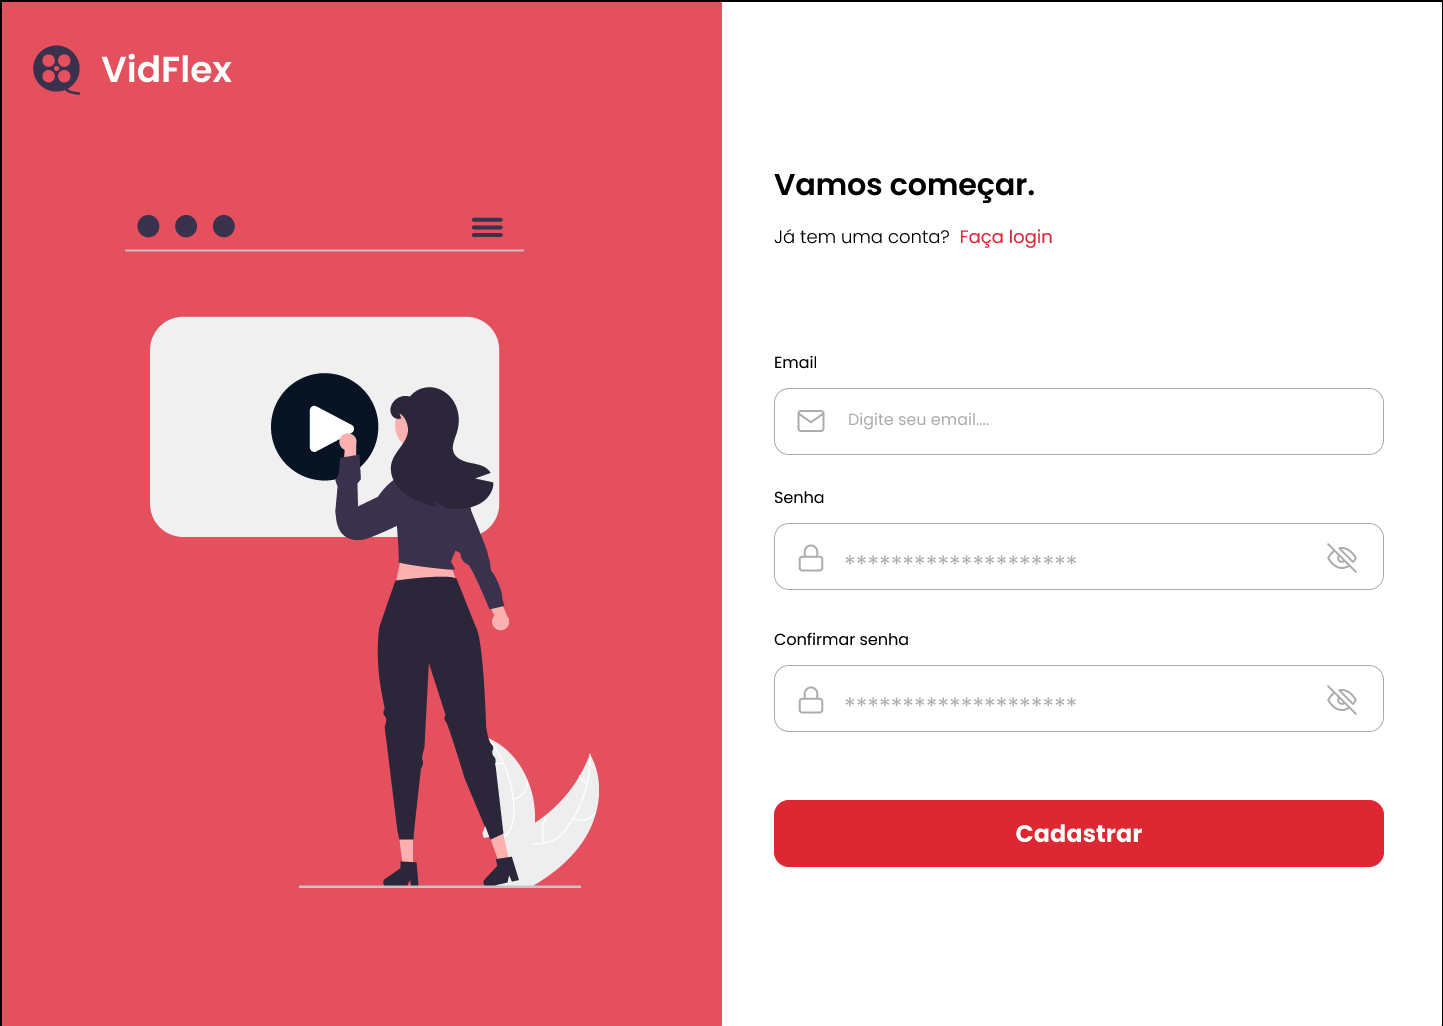 VidFlex
Vamos começar.
Já tem uma conta? Faça login
Email
Digite seu email....
Senha
********************
Confirmar senha
********************
Cadastrar